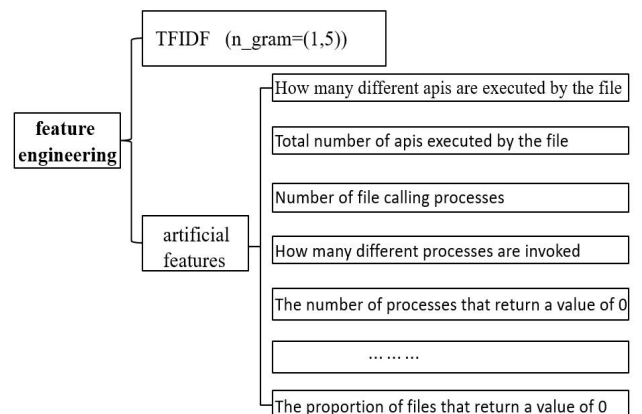 TFIDF (n_gram=(1,5))
How many different apis are executed by the file
feature
engineering
Total number of apis executed by the file
Number of file calling processes
artificial
features
How many different processes are invoked
The number of processes that return a value of 0
………
The proportion of files that return a value of 0